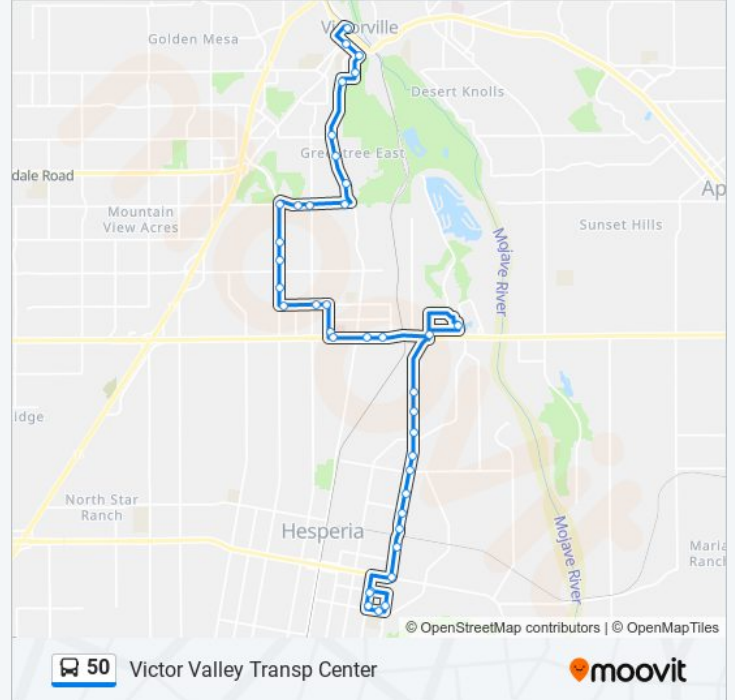 Victorville
Golden Mesa
Desert Knolls
Greentree East
dale Road
Ap
Mountain
View Acres
Sunset Hills
Mojave River
idge
North Star
Ranch
Hesperia
Mojave River
Maria
Ranch
© OpenStreetMap contributors | © OpenMapTiles
50 Victor Valley Transp Center
moovit